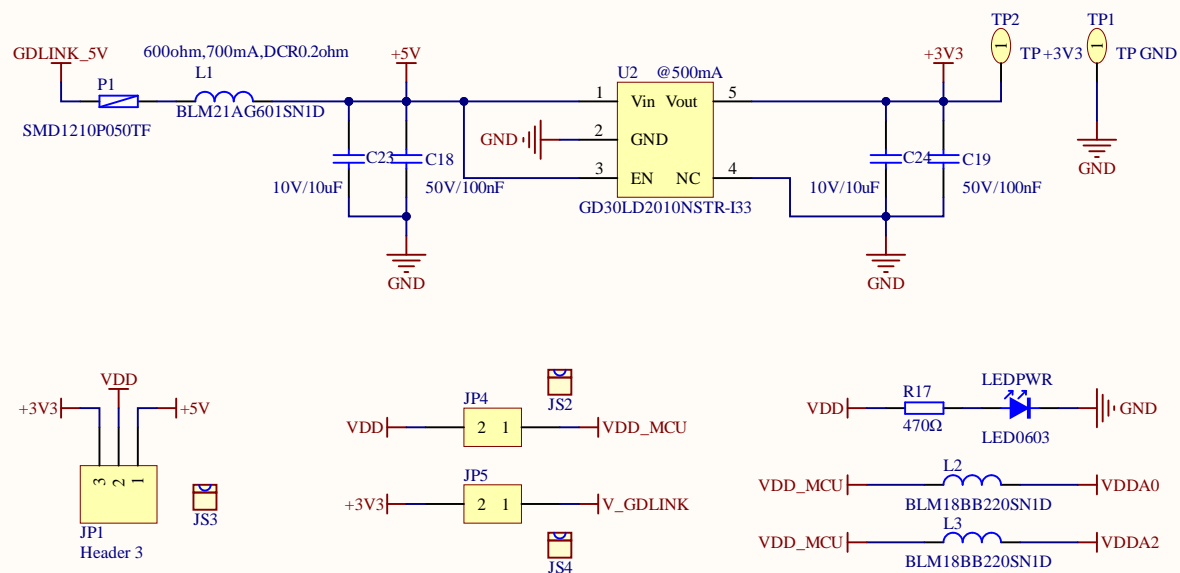 TP2
TP1
GDLINK_5V
600ohm,700mA,DCR0.2ohm
+5V
+3V3
1
TP +3V3
1
TP GND
P1
L1
U2
@500mA
SMD1210P050TF
BLM21AG601SN1D
1
Vin
Vout
5
GND
2
GND
C23
C18
C24
C19
GND
10V/10uF
50V/100nF
3
EN
NC
4
10V/10uF
50V/100nF
GD30LD2010NSTR-I33
GND
GND
VDD
+3V3
+5V
3
2
1
JP1
Header 3
JS3
JS2
JP4
VDD
2
1
VDD_MCU
JP5
+3V3
2
1
V_GDLINK
JS4
R17
LEDPWR
VDD
GND
470Ω
LED0603
L2
VDD_MCU
VDDA0
BLM18BB220SN1D
L3
VDD_MCU
VDDA2
BLM18BB220SN1D